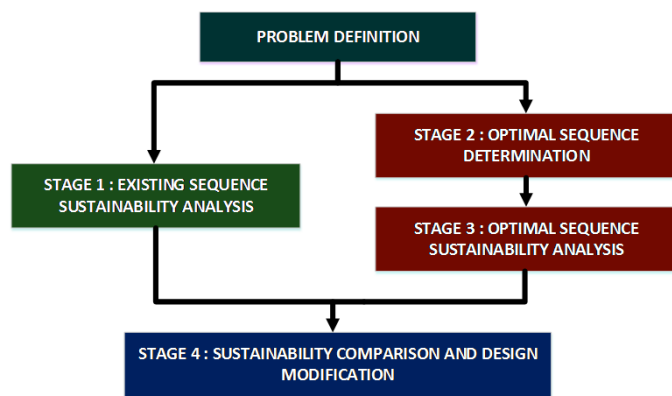 PROBLEM DEFINITION
STAGE 1 : EXISTING SEQUENCE
SUSTAINABILITY ANALYSIS
STAGE 2 : OPTIMAL SEQUENCE
DETERMINATION
STAGE 3 : OPTIMAL SEQUENCE
SUSTAINABILITY ANALYSIS
STAGE 4 : SUSTAINABILITY COMPARISON AND DESIGN
MODIFICATION